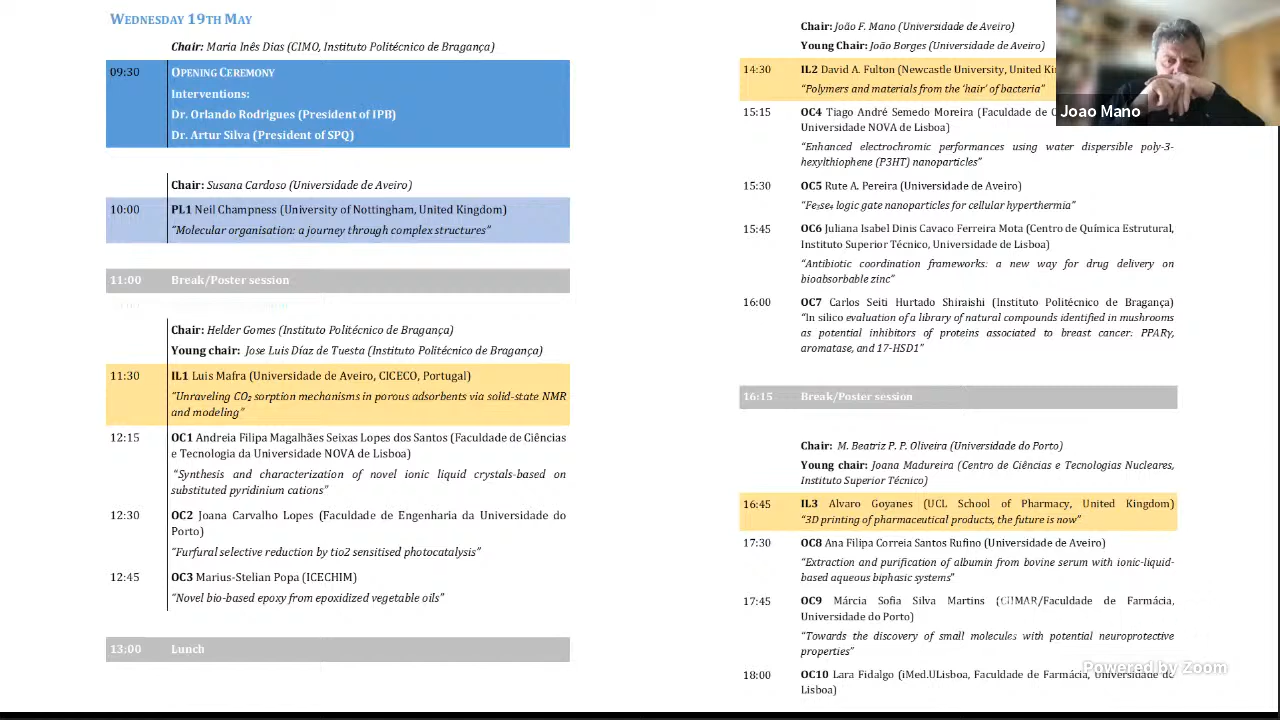 WEDNESDAY 19TH MAY
Chair: Maria Inês Dias (CIMO, Instituto Politécnico de Bragança)
09:30 OPENING CEREMONY
Interventions:
Dr. Orlando Rodrigues (President of IPB)
Dr. Artur Silva (President of SPQ)
Chair: Susana Cardoso (Universidade de Aveiro)
10:00 PL1 Neil Champness (University of Nottingham, United Kingdom)
"Molecular organisation: a journey through complex structures"
11:00 Break/Poster session
Chair: Helder Gomes (Instituto Politécnico de Bragança)
Young chair: Jose Luis Díaz de Tuesta (Instituto Politécnico de Bragança)
11:30 IL1 Luis Mafra (Universidade de Aveiro, CICECO, Portugal)
"Unraveling CO₂ sorption mechanisms in porous adsorbents via solid-state NMR
and modeling"
12:15 OC1 Andreia Filipa Magalhães Seixas Lopes dos Santos (Faculdade de Ciências
e Tecnologia da Universidade NOVA de Lisboa)
"Synthesis and characterization of novel ionic liquid crystals-based on
substituted pyridinium cations"
12:30 OC2 Joana Carvalho Lopes (Faculdade de Engenharia da Universidade do
Porto)
"Furfural selective reduction by tio2 sensitised photocatalysis"
12:45 OC3 Marius-Stelian Popa (ICECHIM)
"Novel bio-based epoxy from epoxidized vegetable oils"
13:00 Lunch
Chair: João F. Mano (Universidade de Aveiro)
Young Chair: João Borges (Universidade de Aveiro)
14:30 IL2 David A. Fulton (Newcastle University, United Ki
"Polymers and materials from the 'hair' of bacteria"
15:15 OC4 Tiago André Semedo Moreira (Faculdade de
Universidade NOVA de Lisboa)
"Enhanced electrochromic performances using water dispersible poly-3-
hexylthiophene (P3HT) nanoparticles"
15:30 OC5 Rute A. Pereira (Universidade de Aveiro)
"Fe₃se₄ logic gate nanoparticles for cellular hyperthermia"
15:45 OC6 Juliana Isabel Dinis Cavaco Ferreira Mota (Centro de Química Estrutural,
Instituto Superior Técnico, Universidade de Lisboa)
"Antibiotic coordination frameworks: a new way for drug delivery on
bioabsorbable zinc"
16:00 OC7 Carlos Seiti Hurtado Shiraishi (Instituto Politécnico de Bragança)
"In silico evaluation of a library of natural compounds identified in mushrooms
as potential inhibitors of proteins associated to breast cancer: PPARγ,
aromatase, and 17-HSD1"
16:15 Break/Poster session
Chair: M. Beatriz P. P. Oliveira (Universidade do Porto)
Young chair: Joana Madureira (Centro de Ciências e Tecnologias Nucleares,
Instituto Superior Técnico)
16:45 IL3 Alvaro Goyanes (UCL School of Pharmacy, United Kingdom)
"3D printing of pharmaceutical products, the future is now"
17:30 OC8 Ana Filipa Correia Santos Rufino (Universidade de Aveiro)
"Extraction and purification of albumin from bovine serum with ionic-liquid-
based aqueous biphasic systems"
17:45 OC9 Márcia Sofia Silva Martins (CIIMAR/Faculdade de Farmácia,
Universidade do Porto)
"Towards the discovery of small molecules with potential neuroprotective
properties"
18:00 OC10 Lara Fidalgo (iMed.ULisboa, Faculdade de Farmácia, Universidade de
Lisboa)
Joao Mano
Powered by Zoom